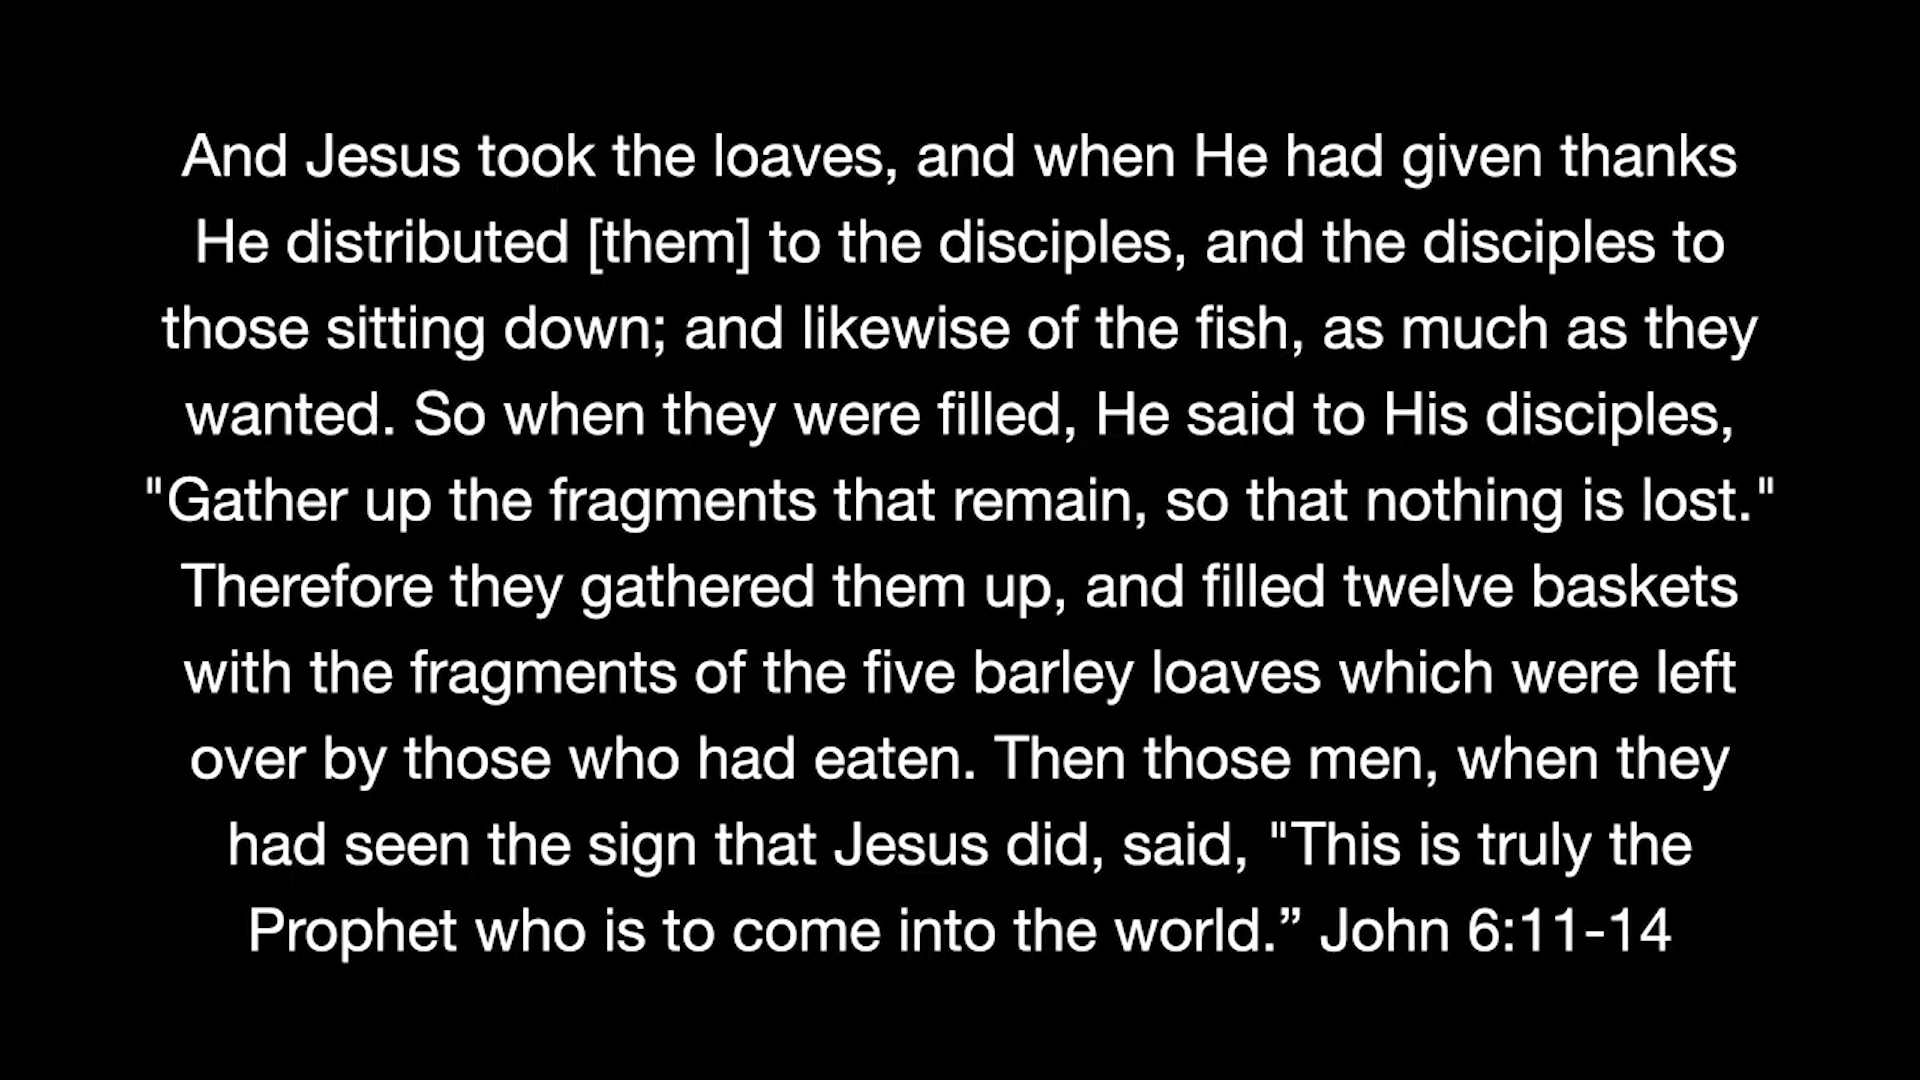 And Jesus took the loaves, and when He had given thanks
He distributed [them] to the disciples, and the disciples to
those sitting down; and likewise of the fish, as much as they
wanted. So when they were filled, He said to His disciples,
"Gather up the fragments that remain, so that nothing is lost."
Therefore they gathered them up, and filled twelve baskets
with the fragments of the five barley loaves which were left
over by those who had eaten. Then those men, when they
had seen the sign that Jesus did, said, "This is truly the
Prophet who is to come into the world.” John 6:11-14